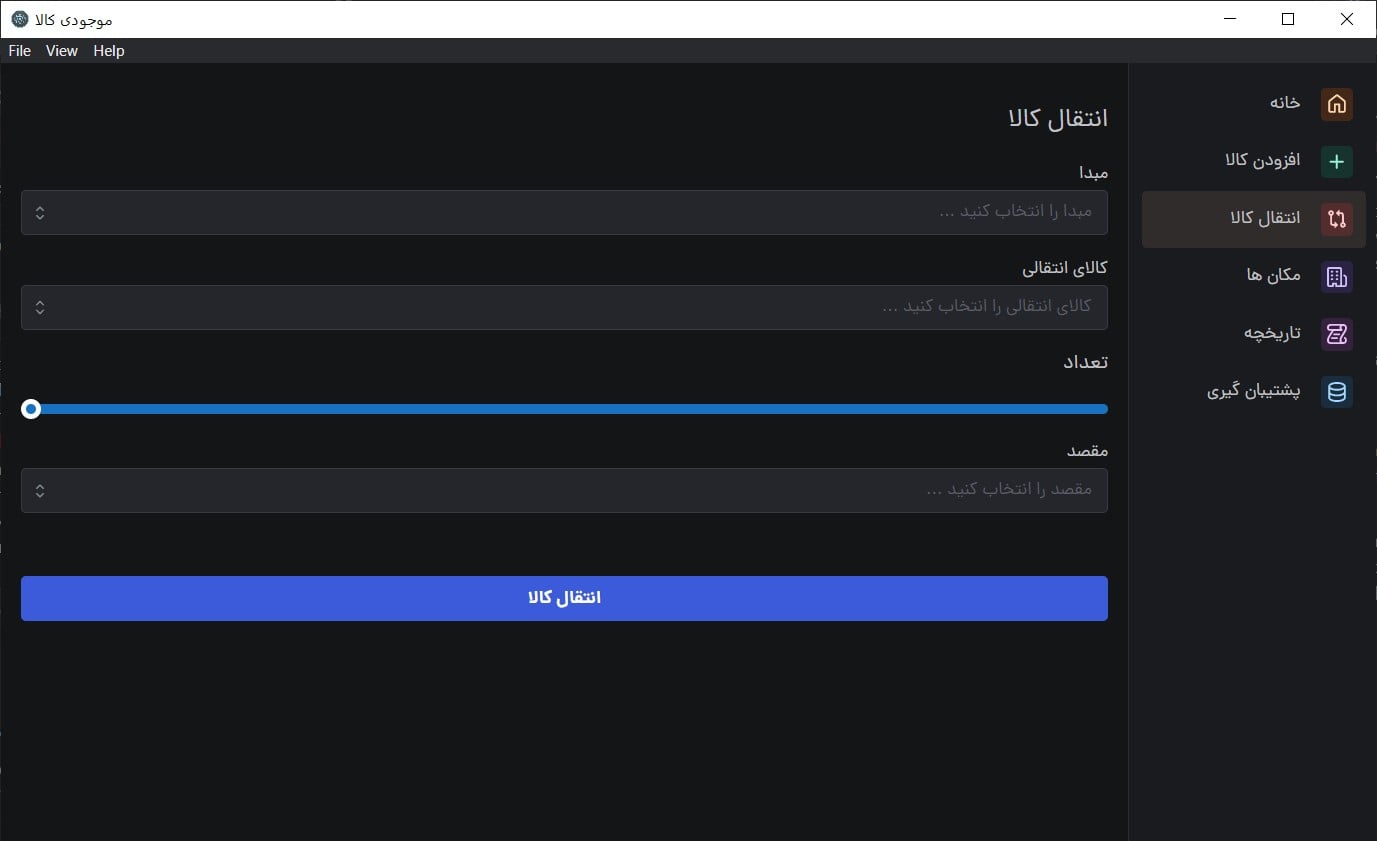 موجودی کالا
File View Help
خانه
افزودن کالا
انتقال کالا
مکان ها
تاریخچه
پشتیبان گیری
انتقال کالا
مبدا
مبدا را انتخاب کنید ...
کالای انتقالی
کالای انتقالی را انتخاب کنید ...
تعداد
مقصد
مقصد را انتخاب کنید ...
انتقال کالا